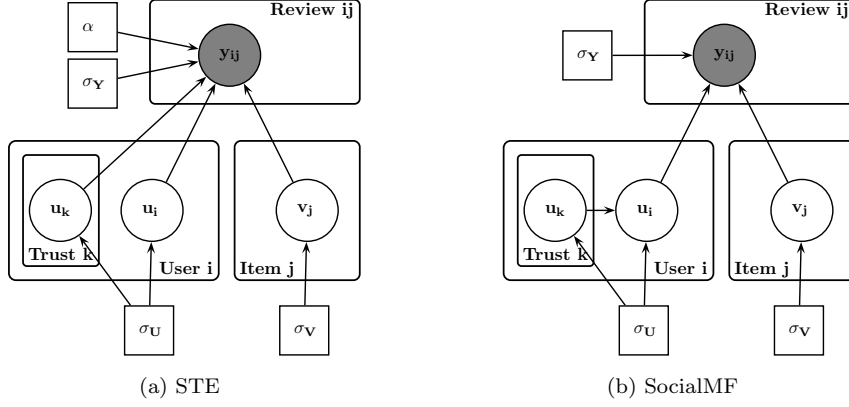 Review ij
α
y_ij
σ_Y
u_k
u_i
v_j
Trust k
User i
Item j
σ_U
σ_V
(a) STE
Review ij
σ_Y
y_ij
u_k
u_i
v_j
Trust k
User i
Item j
σ_U
σ_V
(b) SocialMF